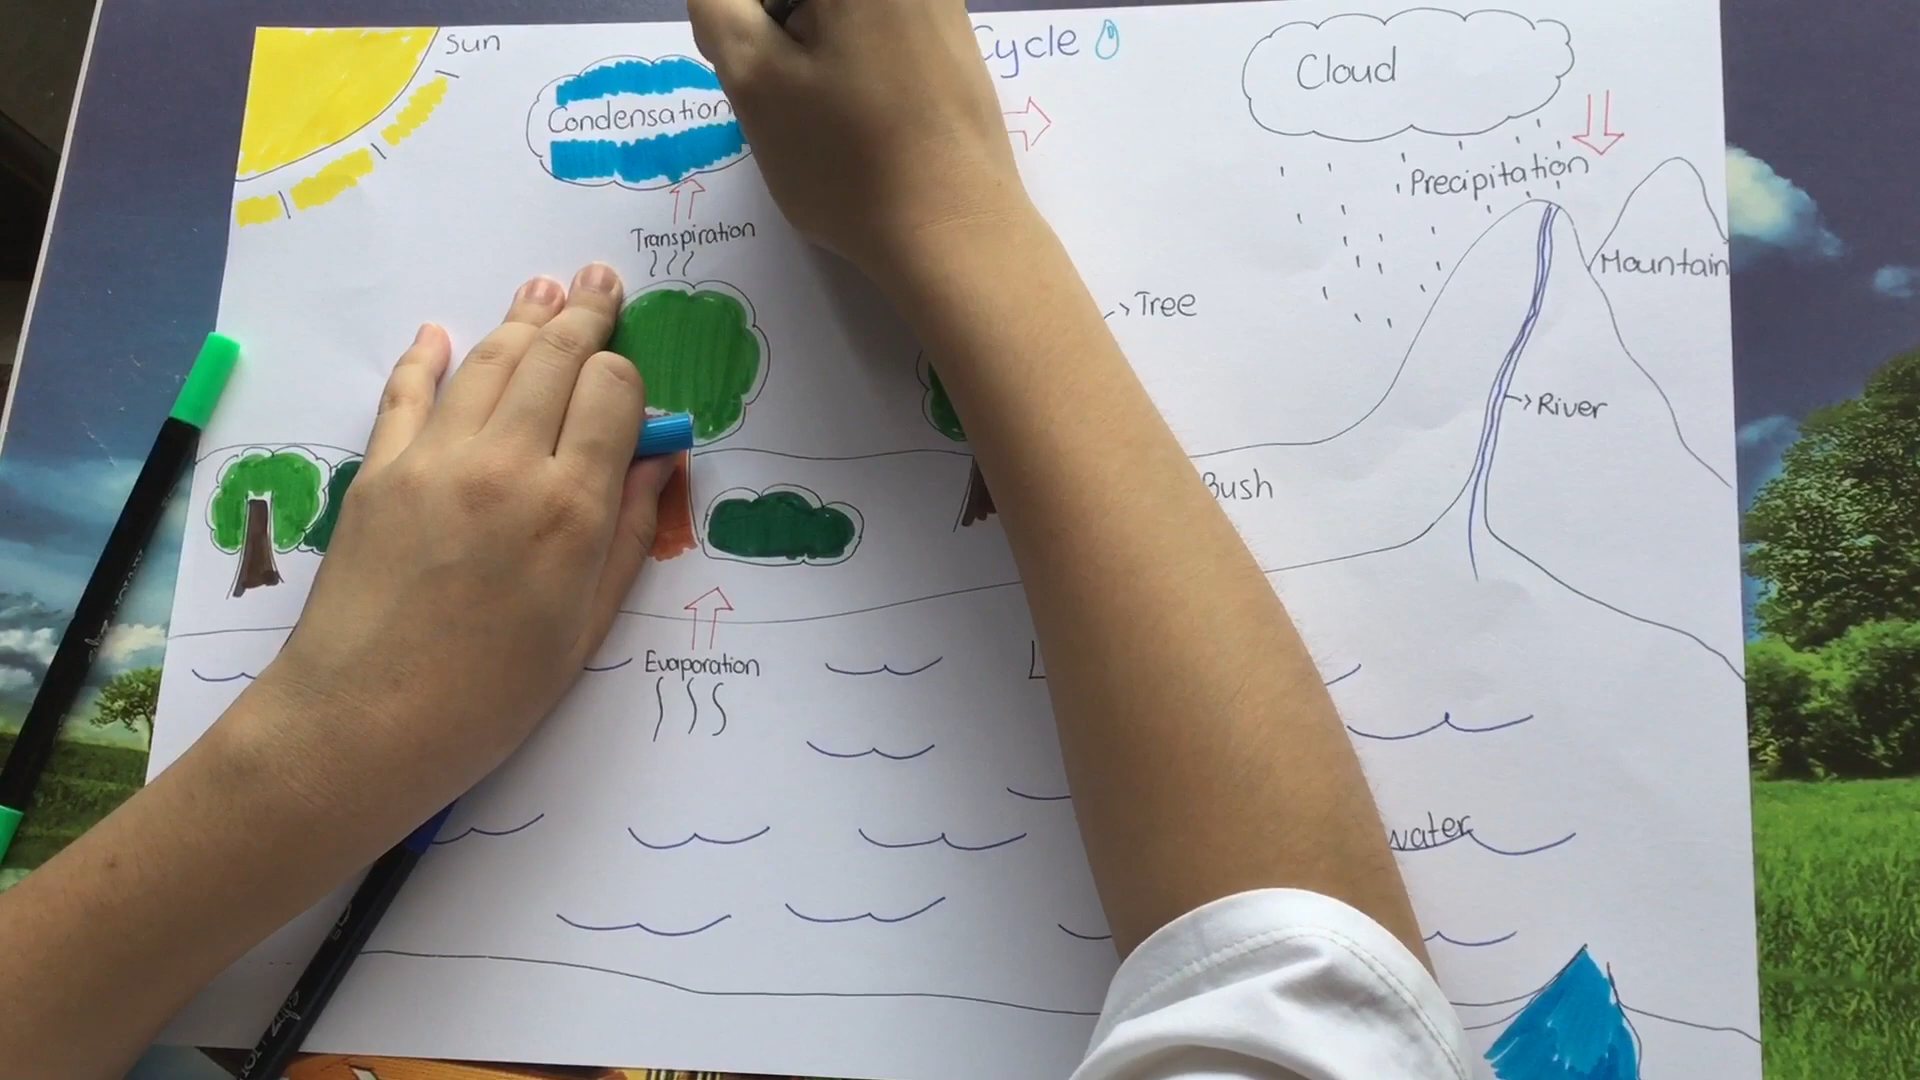 Sun
Cycle
Cloud
Condensation
Precipitation
Transpiration
Mountain
Tree
River
Bush
Evaporation
water